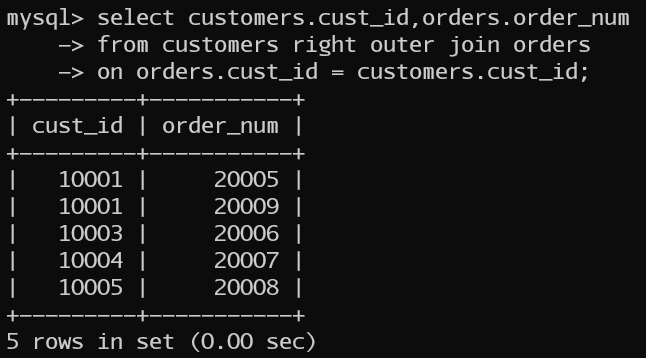 mysql> select customers.cust_id,orders.order_num
    -> from customers right outer join orders
    -> on orders.cust_id = customers.cust_id;
+---------+-----------+
| cust_id | order_num |
+---------+-----------+
|   10001 |     20005 |
|   10001 |     20009 |
|   10003 |     20006 |
|   10004 |     20007 |
|   10005 |     20008 |
+---------+-----------+
5 rows in set (0.00 sec)